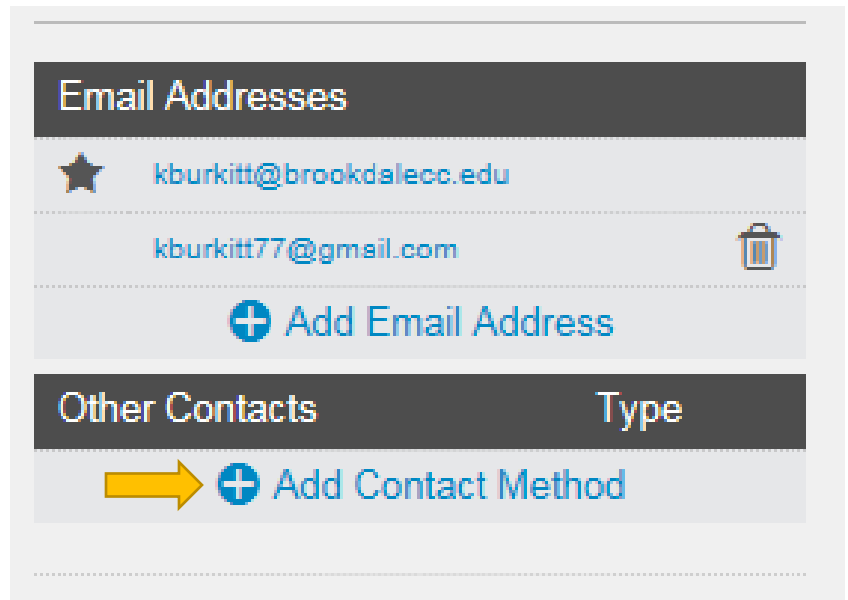 Email Addresses
kburkitt@brookdalecc.edu
kburkitt77@gmail.com
Add Email Address
Other Contacts Type
Add Contact Method